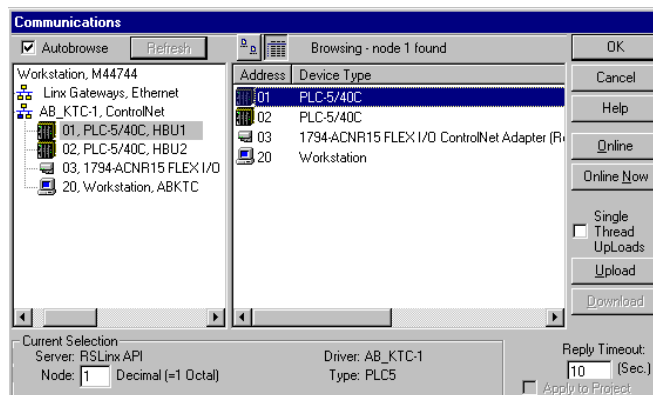 Communications
Autobrowse Refresh Browsing - node 1 found OK
Workstation, M44744
Linx Gateways, Ethernet
AB_KTC-1, ControlNet
01, PLC-5/40C, HBU1
02, PLC-5/40C, HBU2
03, 1794-ACNR15 FLEX I/O
20, Workstation, ABKTC
Address Device Type
01 PLC-5/40C
02 PLC-5/40C
03 1794-ACNR15 FLEX I/O ControlNet Adapter
20 Workstation
Cancel
Help
Online
Online Now
Single
Thread
UpLoads
Upload
Download
Current Selection
Server: RSLinx API Driver: AB_KTC-1
Node: 1 Decimal (=1 Octal) Type: PLC5
Reply Timeout:
10 (Sec.)
Apply to Project